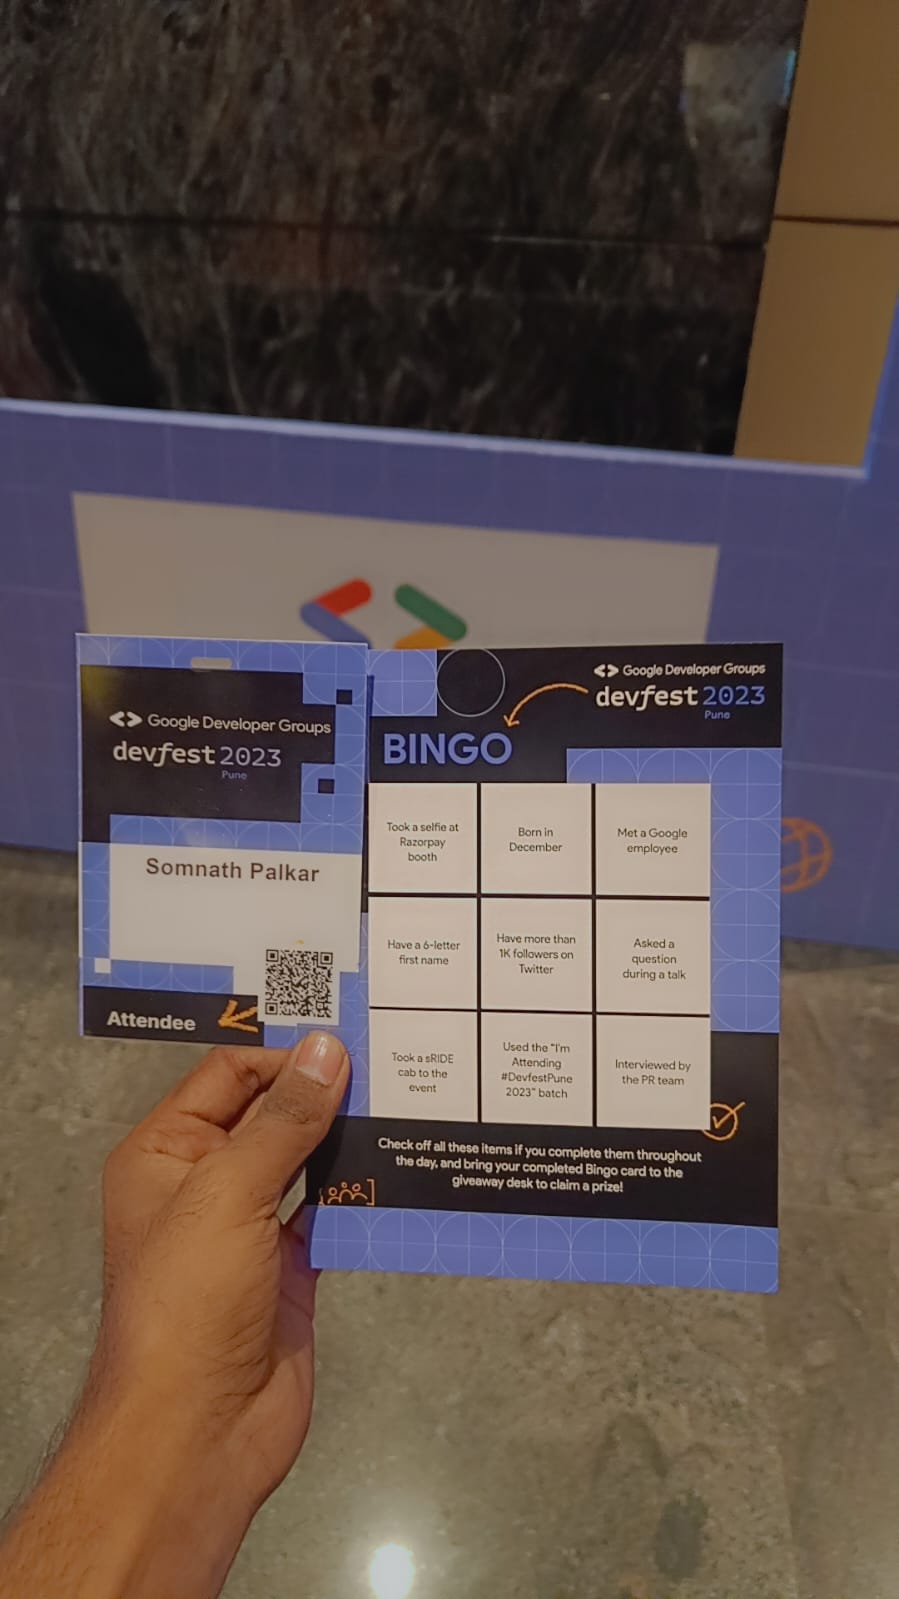 Google Developer Groups
devfest 2023
Pune
Somnath Palkar
Attendee
Google Developer Groups
devfest 2023
Pune
BINGO
Took a selfie at
Razorpay
booth
Born in
December
Met a Google
employee
Have a 6-letter
first name
Have more than
1K followers on
Twitter
Asked a
question
during a talk
Took a sRIDE
cab to the
event
Used the "I'm
Attending
#DevfestPune
2023" batch
Interviewed by
the PR team
Check off all these items if you complete them throughout
the day, and bring your completed Bingo card to the
giveaway desk to claim a prize!